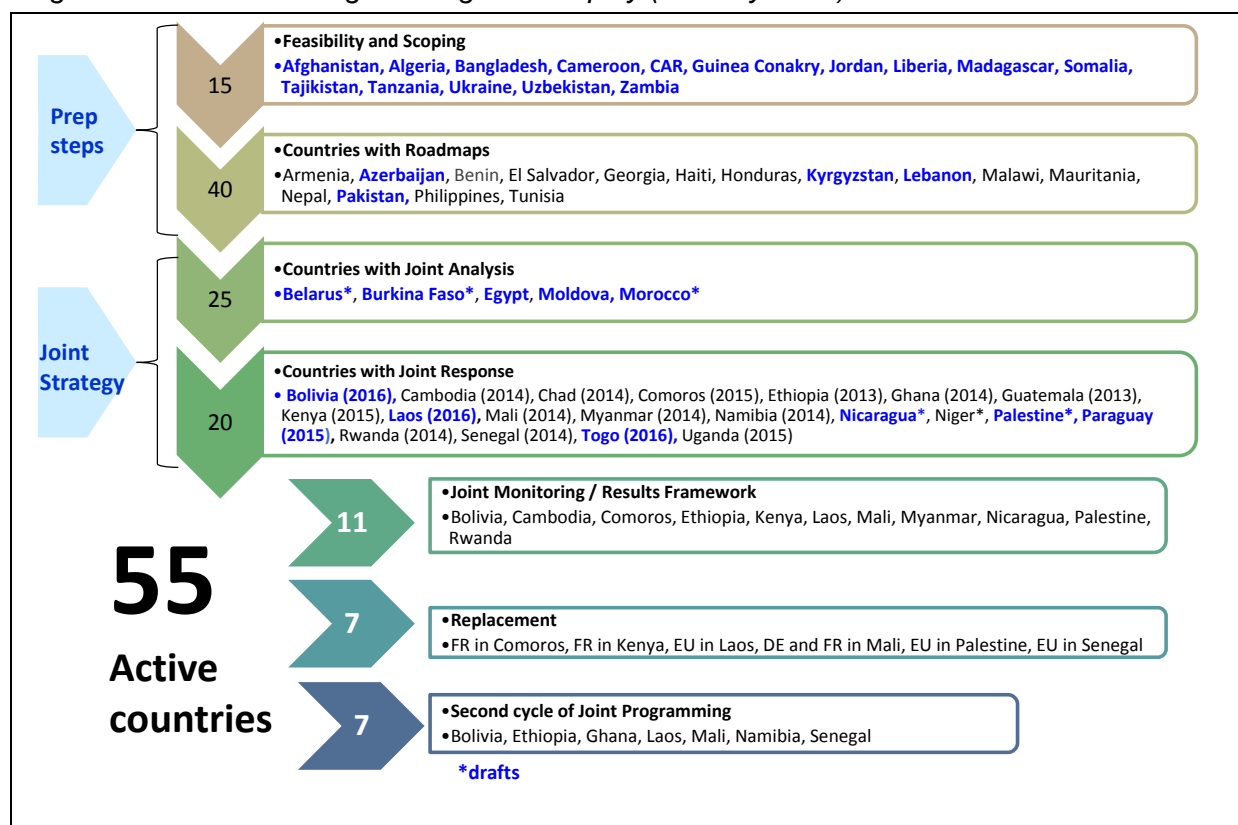 Prep
steps
15
•Feasibility and Scoping
•Afghanistan, Algeria, Bangladesh, Cameroon, CAR, Guinea Conakry, Jordan, Liberia, Madagascar, Somalia,
Tajikistan, Tanzania, Ukraine, Uzbekistan, Zambia
40
•Countries with Roadmaps
•Armenia, Azerbaijan, Benin, El Salvador, Georgia, Haiti, Honduras, Kyrgyzstan, Lebanon, Malawi, Mauritania,
Nepal, Pakistan, Philippines, Tunisia
Joint
Strategy
25
•Countries with Joint Analysis
•Belarus*, Burkina Faso*, Egypt, Moldova, Morocco*
20
•Countries with Joint Response
• Bolivia (2016), Cambodia (2014), Chad (2014), Comoros (2015), Ethiopia (2013), Ghana (2014), Guatemala (2013),
Kenya (2015), Laos (2016), Mali (2014), Myanmar (2014), Namibia (2014), Nicaragua*, Niger*, Palestine*, Paraguay
(2015), Rwanda (2014), Senegal (2014), Togo (2016), Uganda (2015)
55
Active
countries
11
•Joint Monitoring / Results Framework
•Bolivia, Cambodia, Comoros, Ethiopia, Kenya, Laos, Mali, Myanmar, Nicaragua, Palestine,
Rwanda
7
•Replacement
•FR in Comoros, FR in Kenya, EU in Laos, DE and FR in Mali, EU in Palestine, EU in Senegal
7
•Second cycle of Joint Programming
•Bolivia, Ethiopia, Ghana, Laos, Mali, Namibia, Senegal
*drafts